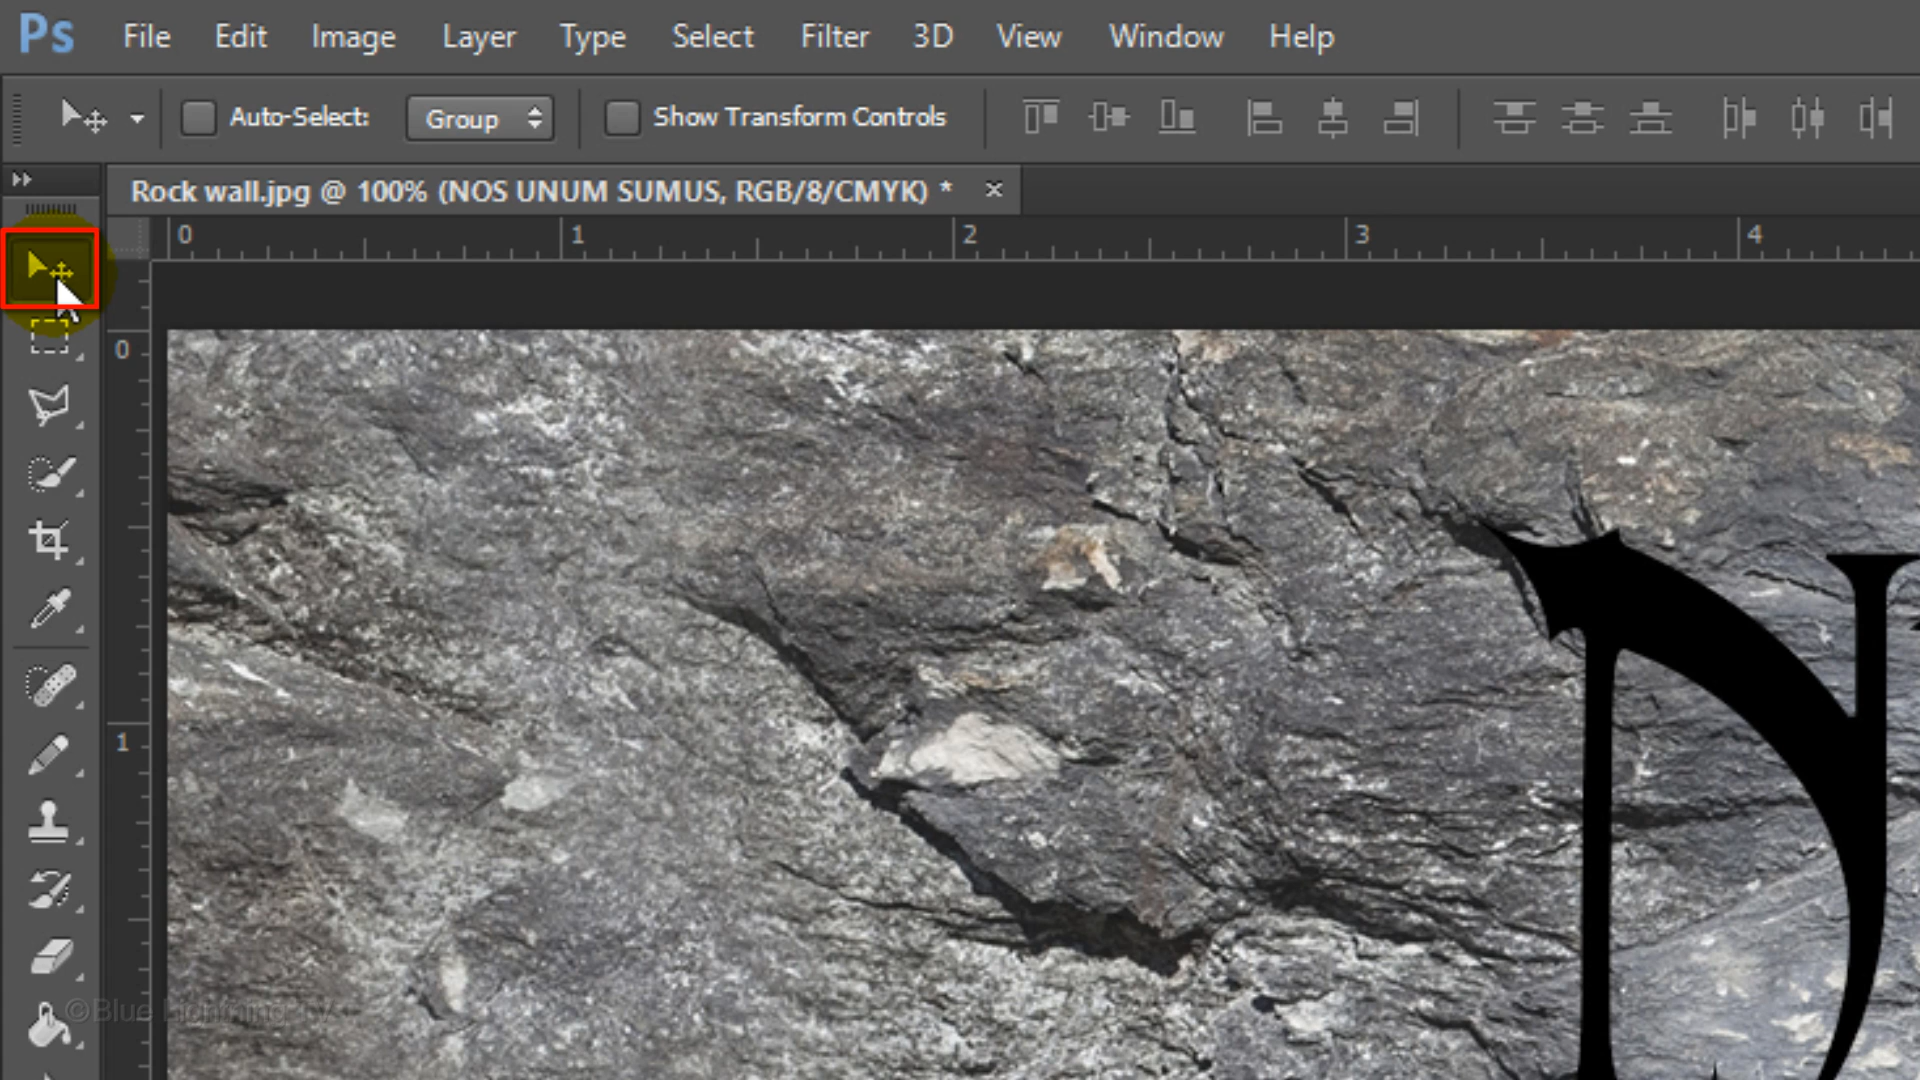 Ps File Edit Image Layer Type Select Filter 3D View Window Help
Auto-Select: Group Show Transform Controls
Rock wall.jpg @ 100% (NOS UNUM SUMUS, RGB/8/CMYK) * ×
0 1 2 3 4
0
N
1
©Blue Lightning TV